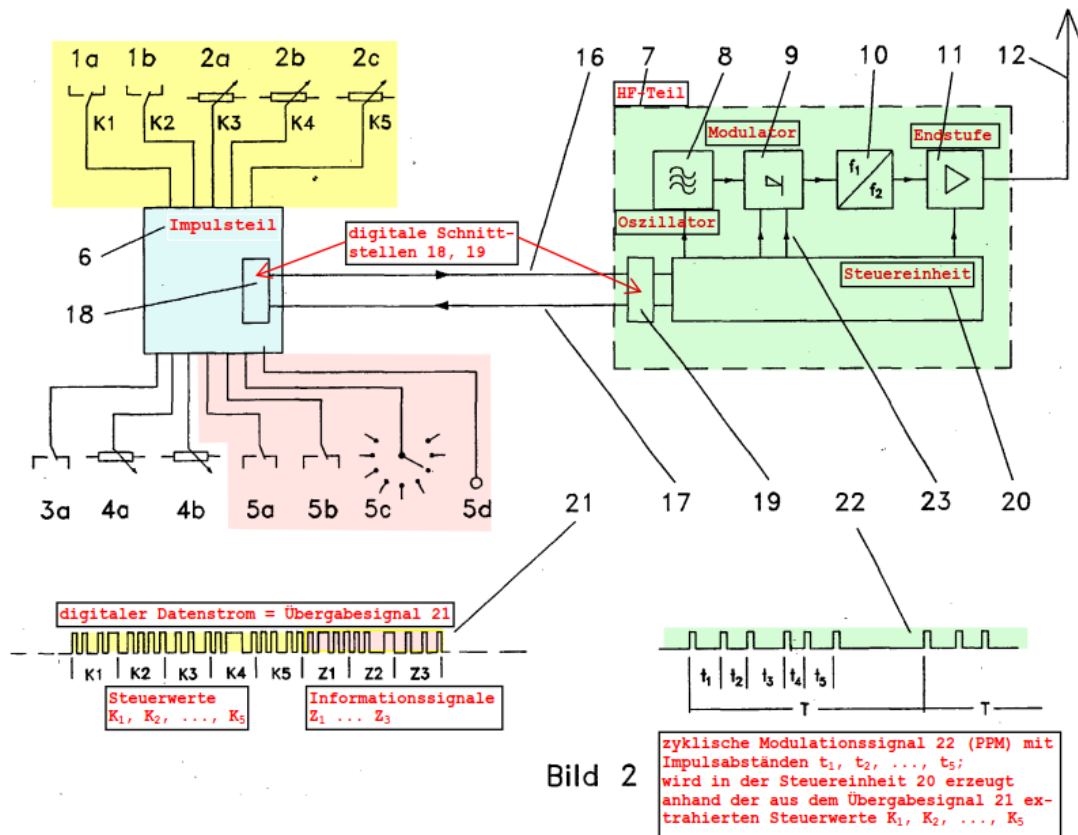 1a 1b 2a 2b 2c
K1 K2 K3 K4 K5
16 7 8 9 10 11 12
HF-Teil
Modulator
Endstufe
f1
f2
Oszillator
Impulsteil
6
digitale Schnitt-
stellen 18, 19
Steuereinheit
18
3a 4a 4b 5a 5b 5c 5d
21 17 19 22 23 20
digitaler Datenstrom = Übergabesignal 21
K1 K2 K3 K4 K5 Z1 Z2 Z3
Steuerwerte
K1, K2, ..., K5
Informationssignale
Z1 ... Z3
t1 t2 t3 t4 t5
T T
Bild 2
zyklische Modulationssignal 22 (PPM) mit
Impulsabständen t1, t2, ..., t5;
wird in der Steuereinheit 20 erzeugt
anhand der aus dem Übergabesignal 21 ex-
trahierten Steuerwerte K1, K2, ..., K5